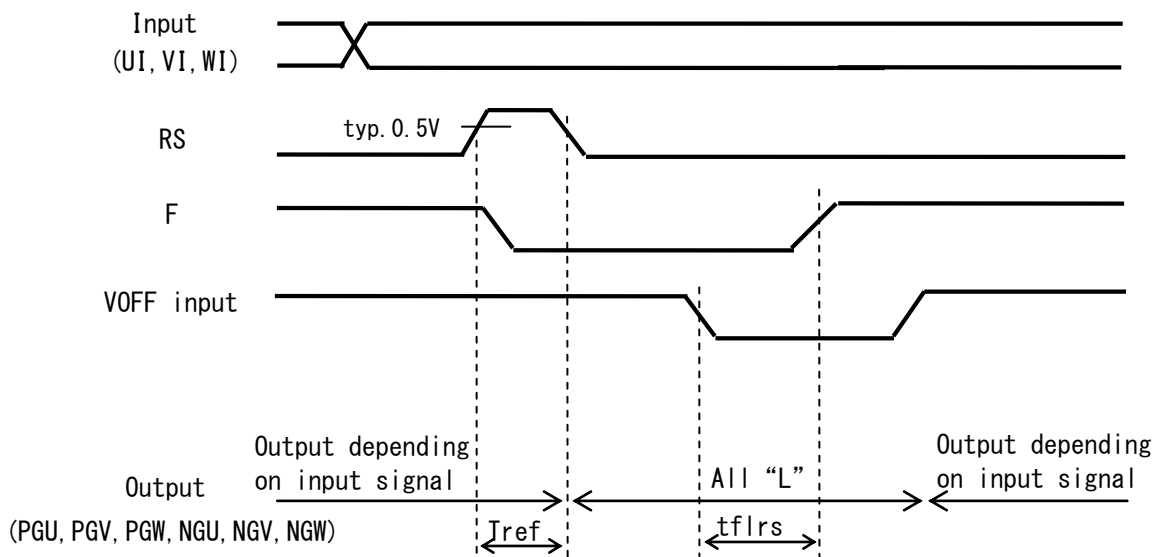 Input
(UI, VI, WI)
RS
typ. 0. 5V
F
VOFF input
Output depending
on input signal
All “L”
Output depending
on input signal
Output
(PGU, PGV, PGW, NGU, NGV, NGW)
Tref
tflrs